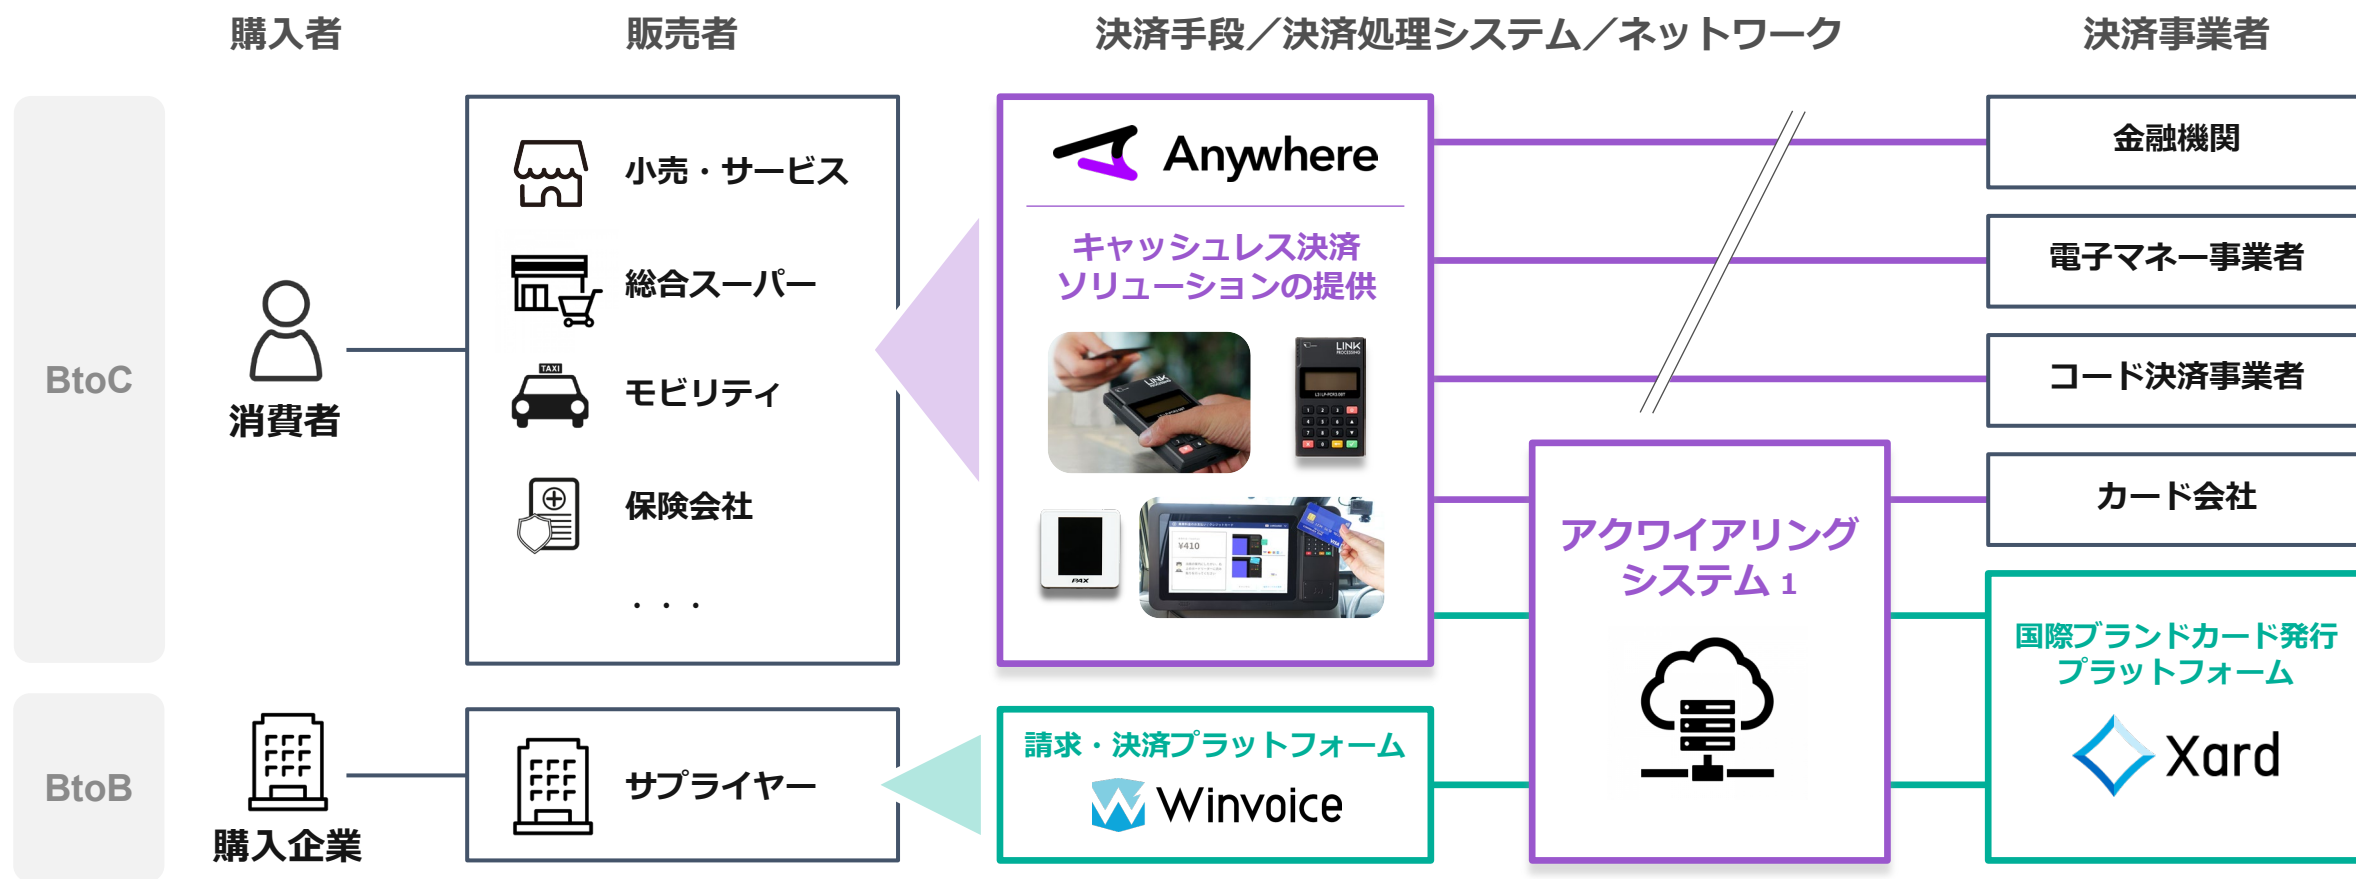 購入者
販売者
決済手段／決済処理システム／ネットワーク
決済事業者
BtoC
消費者
小売・サービス
総合スーパー
TAXI
モビリティ
保険会社
・・・
Anywhere
キャッシュレス決済
ソリューションの提供
LINK
PROCESSING
LINK
PROCESSING
¥410
VISA
PAX
アクワイアリング
システム 1
金融機関
電子マネー事業者
コード決済事業者
カード会社
国際ブランドカード発行
プラットフォーム
Xard
BtoB
購入企業
サプライヤー
請求・決済プラットフォーム
Winvoice